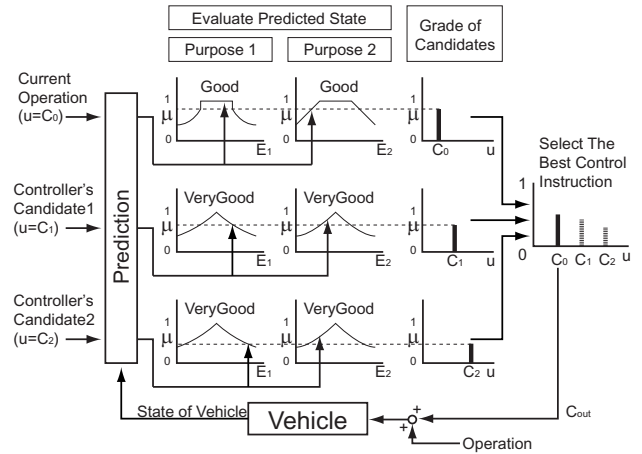 Evaluate Predicted State
Grade of
Candidates
Purpose 1
Purpose 2
Current
Operation
(u=C0)
Controller's
Candidate1
(u=C1)
Controller's
Candidate2
(u=C2)
Prediction
Good
1
μ
0
E1
Good
1
μ
0
E2
1
μ
0
C0
u
VeryGood
1
μ
0
E1
VeryGood
1
μ
0
E2
1
μ
0
C1
u
VeryGood
1
μ
0
E1
VeryGood
1
μ
0
E2
1
μ
0
C2
u
Select The
Best Control
Instruction
1
0
C0
C1
C2
u
State of Vehicle
Vehicle
+
+
Cout
Operation